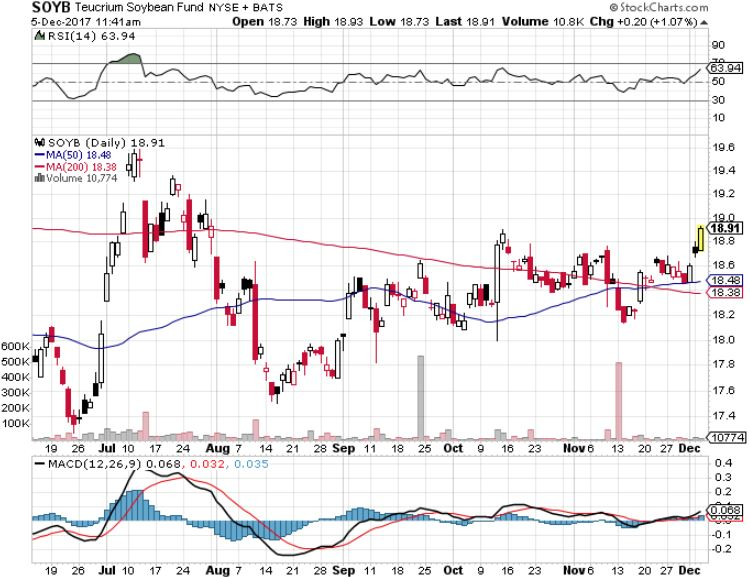 SOYB Teucrium Soybean Fund NYSE + BATS © StockCharts.com
5-Dec-2017 11:41am Open 18.73 High 18.93 Low 18.73 Last 18.91 Volume 10.8K Chg +0.20 (+1.07%) ▲
RSI(14) 63.94
90
70
63.94
50
30
10
SOYB (Daily) 18.91
MA(50) 18.48
MA(200) 18.38
Volume 10,774
19.6
19.4
19.2
19.0
18.91
18.8
18.6
18.48
18.38
18.2
18.0
17.8
17.6
17.4
600K
500K
400K
300K
200K
100K
10774
19 26 Jul 10 17 24 Aug 7 14 21 28 Sep 11 18 25 Oct 9 16 23 Nov 6 13 20 27 Dec
MACD(12,26,9) 0.068, 0.032, 0.035
0.4
0.3
0.2
0.1
0.068
0.032
-0.1
-0.2
19 26 Jul 10 17 24 Aug 7 14 21 28 Sep 11 18 25 Oct 9 16 23 Nov 6 13 20 27 Dec